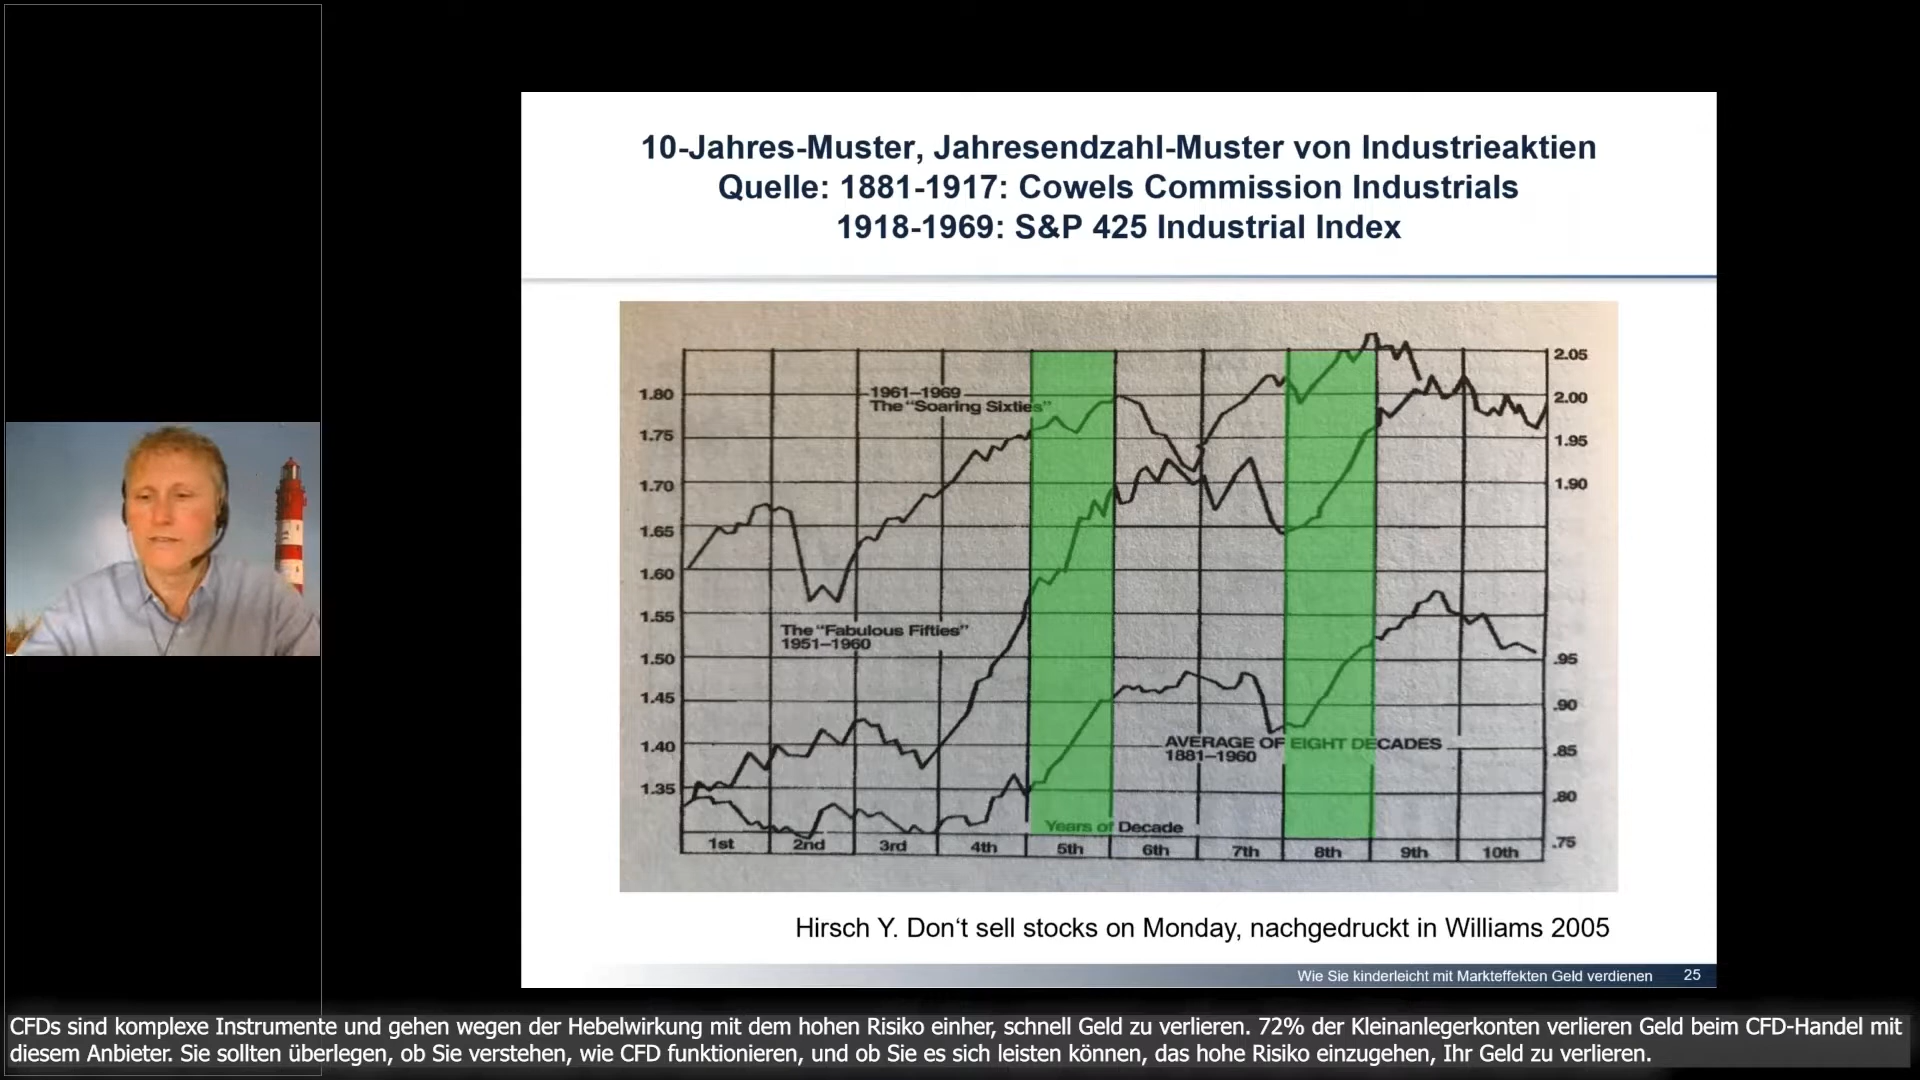 10-Jahres-Muster, Jahresendzahl-Muster von Industrieaktien
Quelle: 1881-1917: Cowels Commission Industrials
1918-1969: S&P 425 Industrial Index
1.80
1.75
1.70
1.65
1.60
1.55
1.50
1.45
1.40
1.35
2.05
2.00
1.95
1.90
.95
.90
.85
.80
.75
1961–1969
The "Soaring Sixties"
The "Fabulous Fifties"
1951–1960
AVERAGE OF EIGHT DECADES
1881–1960
Years of Decade
1st 2nd 3rd 4th 5th 6th 7th 8th 9th 10th
Hirsch Y. Don‘t sell stocks on Monday, nachgedruckt in Williams 2005
Wie Sie kinderleicht mit Markteffekten Geld verdienen 25
CFDs sind komplexe Instrumente und gehen wegen der Hebelwirkung mit dem hohen Risiko einher, schnell Geld zu verlieren. 72% der Kleinanlegerkonten verlieren Geld beim CFD-Handel mit
diesem Anbieter. Sie sollten überlegen, ob Sie verstehen, wie CFD funktionieren, und ob Sie es sich leisten können, das hohe Risiko einzugehen, Ihr Geld zu verlieren.